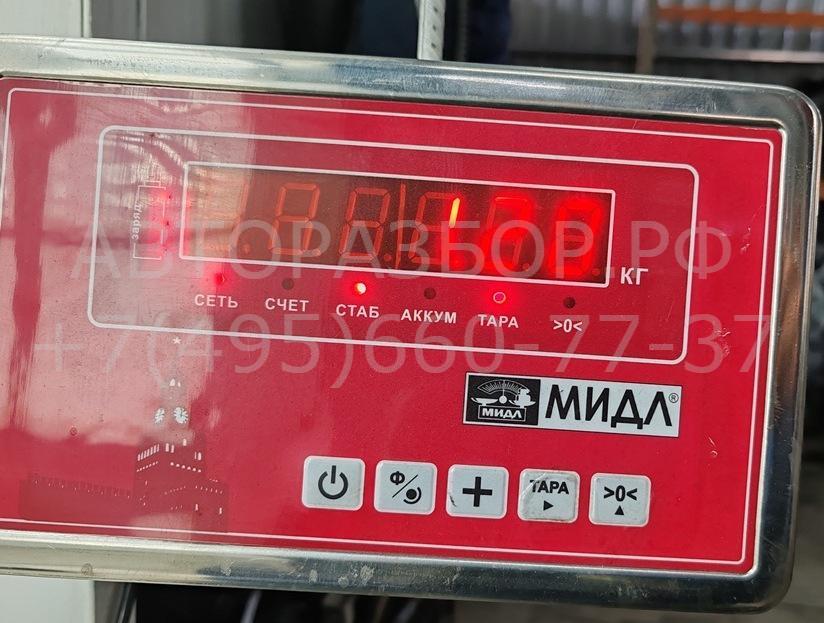 заряд
АВТОРАЗБОР.РФ
КГ
СЕТЬ СЧЕТ СТАБ АККУМ ТАРА >0<
+7(495)660-77-37
МИДЛ МИДЛ®
Ф ТАРА >0<